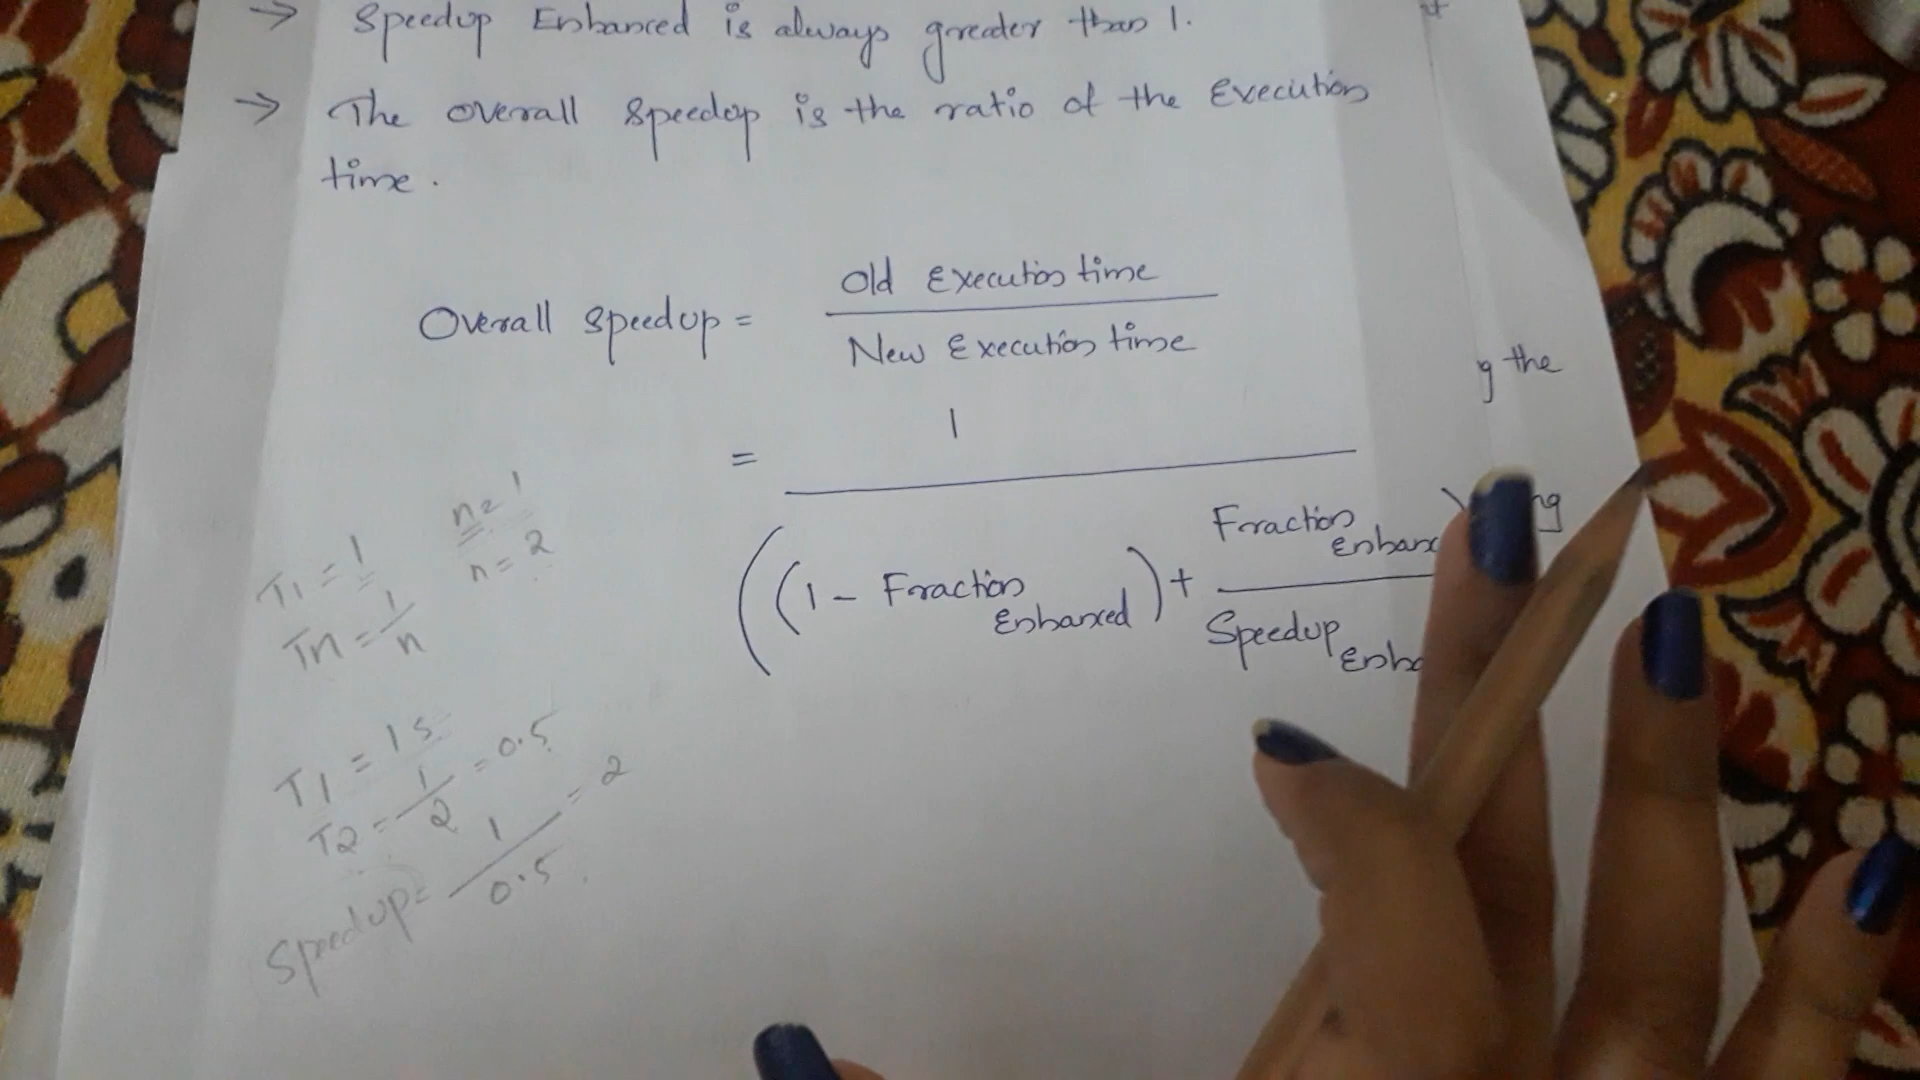 → Speedup Enhanced is always greater than 1.
→ The overall speedup is the ratio of the Execution
time.
Overall speedup = Old Execution time
New Execution time
g the
= 1
((1 - Fraction Enhanced) + Fraction
Speedup
T1 = 1
n = 1
n = 2
Tn = 1/n
T1 = 1s
T2 = 1/2 = 0.5
Speedup = 1/0.5 = 2